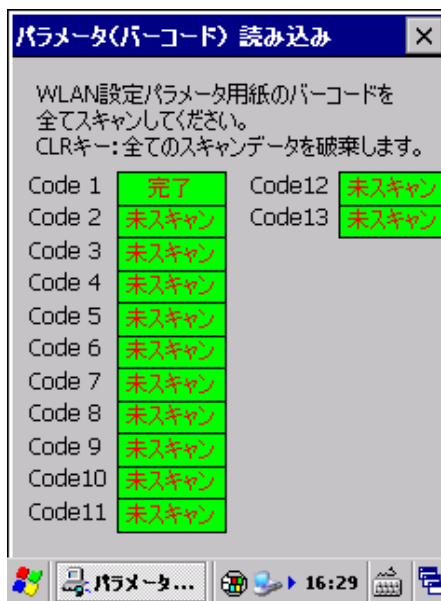 パラメータ(バーコード) 読み込み
WLAN設定パラメータ用紙のバーコードを
全てスキャンしてください。
CLRキー:全てのスキャンデータを破棄します。
Code 1 完了
Code 2 未スキャン
Code 3 未スキャン
Code 4 未スキャン
Code 5 未スキャン
Code 6 未スキャン
Code 7 未スキャン
Code 8 未スキャン
Code 9 未スキャン
Code10 未スキャン
Code11 未スキャン
Code12 未スキャン
Code13 未スキャン
パラメータ... 16:29